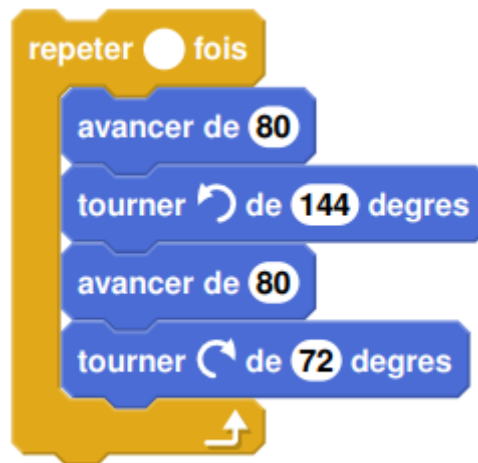 repeter fois
avancer de 80
tourner de 144 degres
avancer de 80
tourner de 72 degres